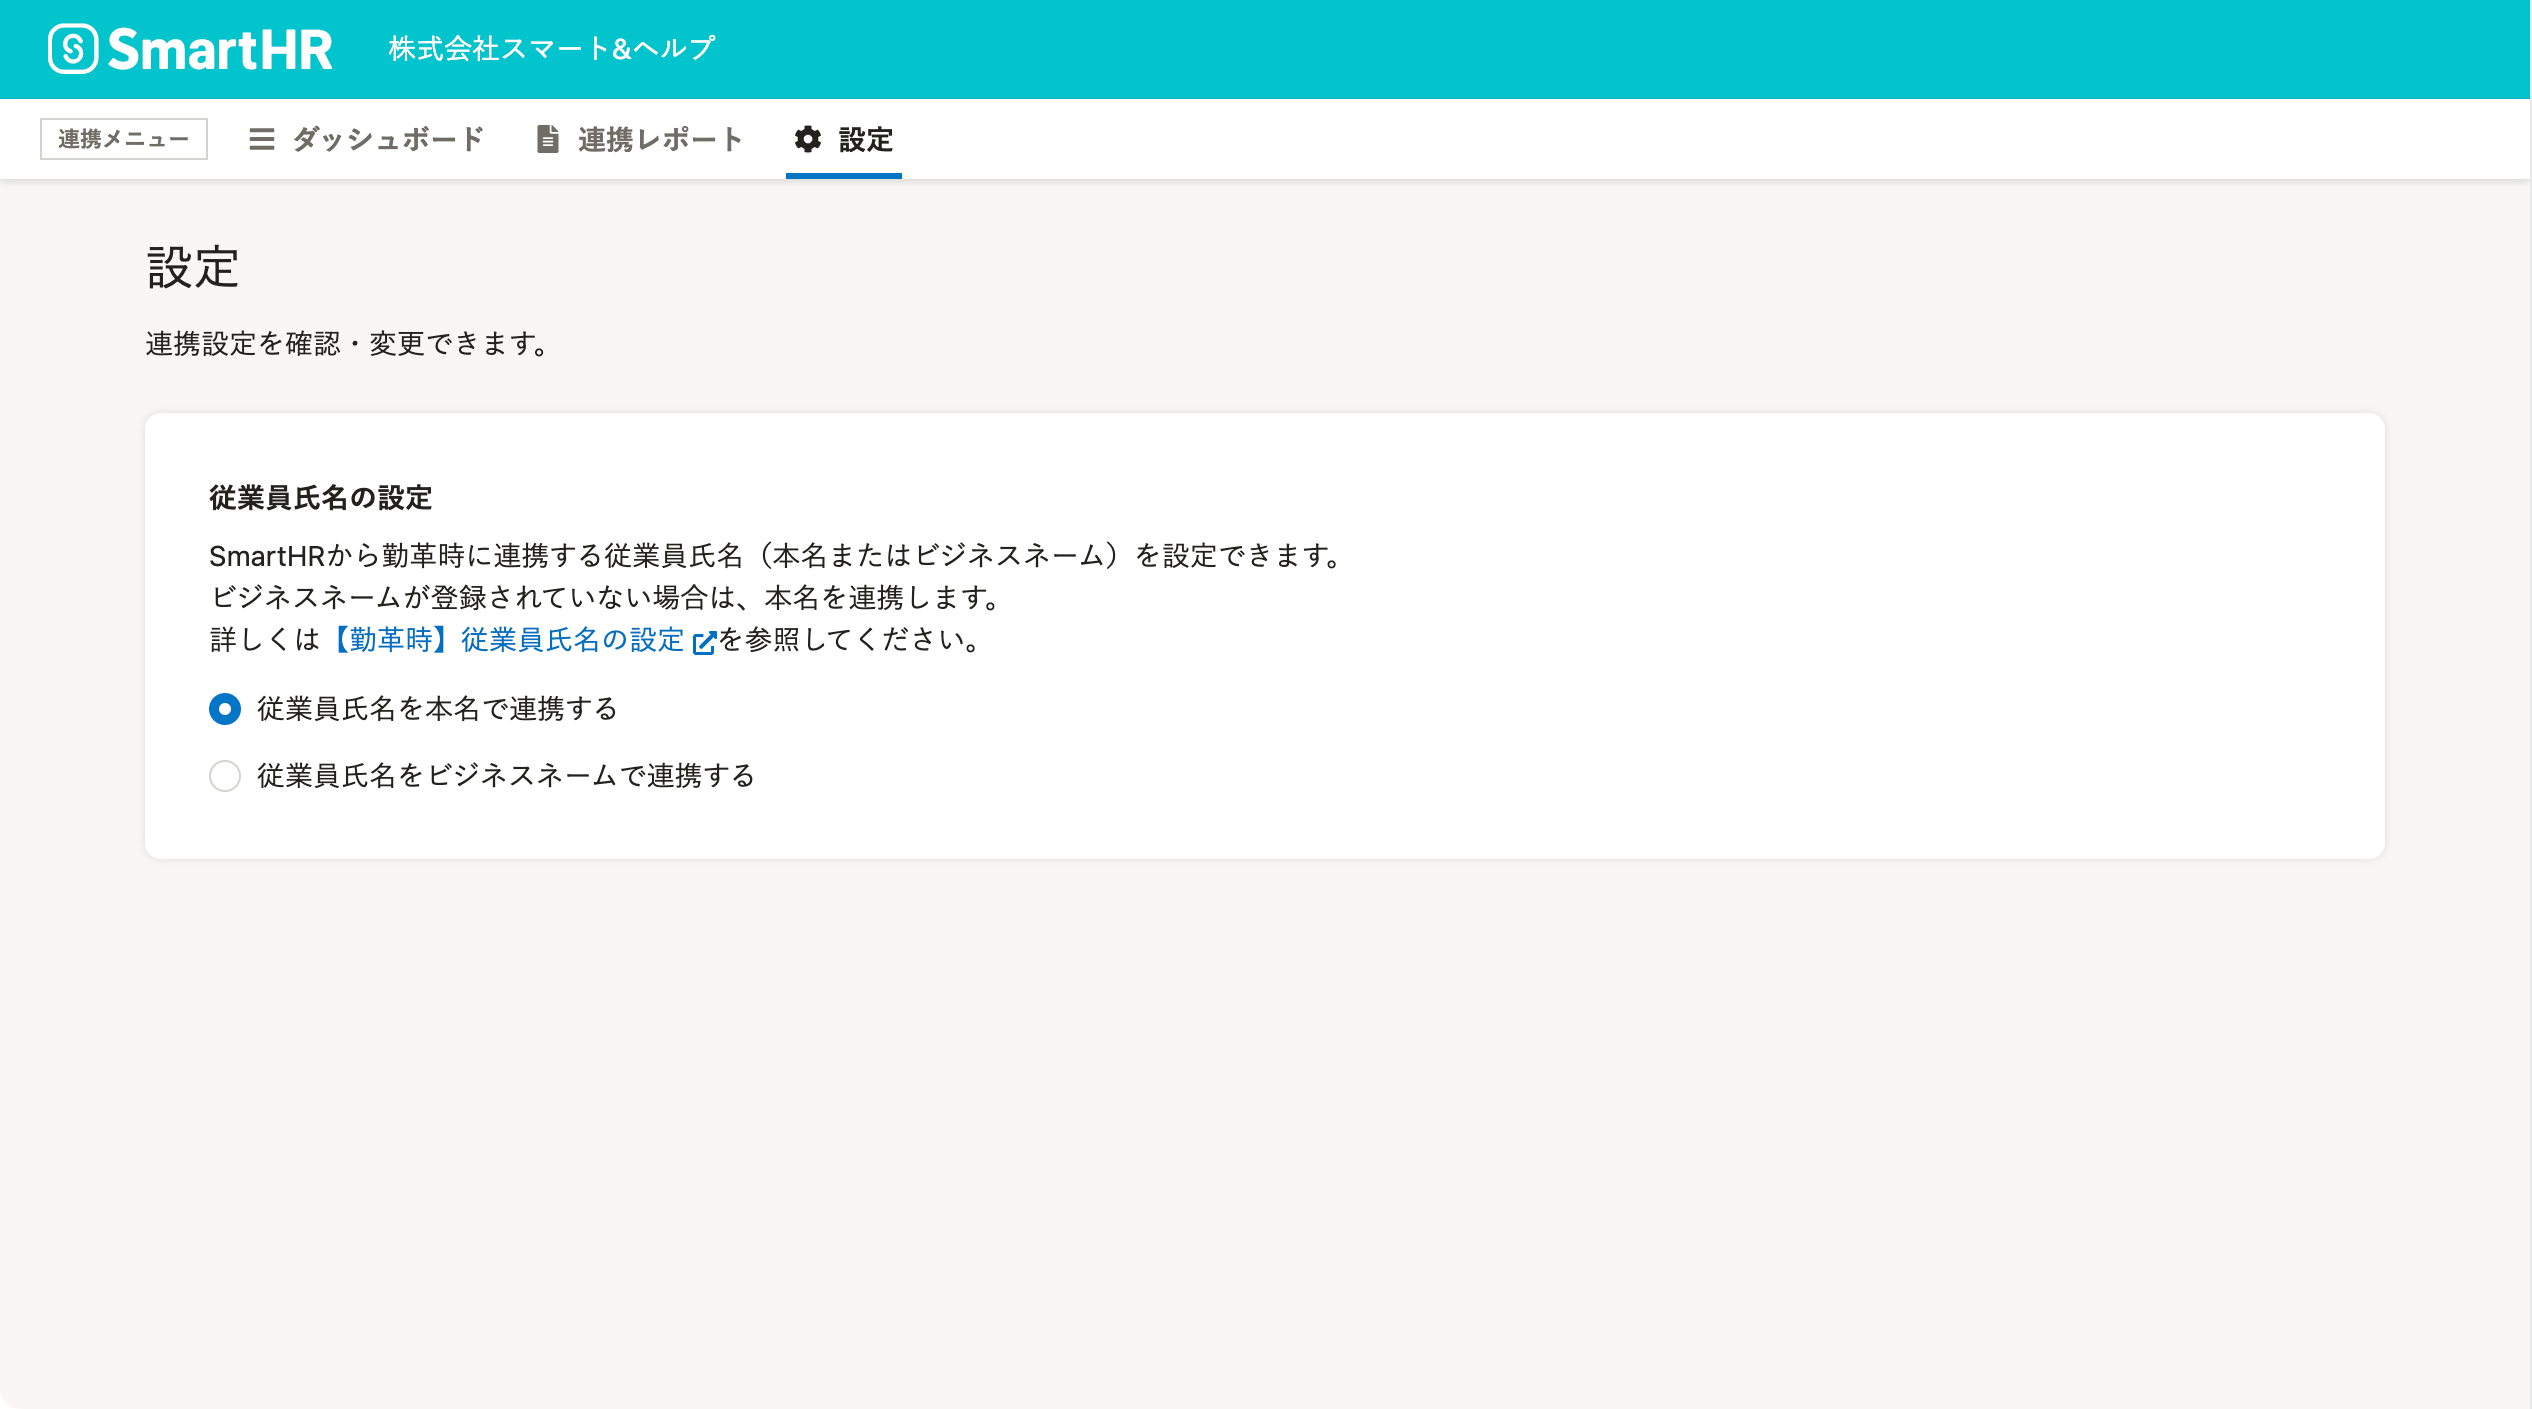 SmartHR 株式会社スマート&ヘルプ
連携メニュー ダッシュボード 連携レポート 設定
設定
連携設定を確認・変更できます。
従業員氏名の設定
SmartHRから勤革時に連携する従業員氏名（本名またはビジネスネーム）を設定できます。
ビジネスネームが登録されていない場合は、本名を連携します。
詳しくは【勤革時】従業員氏名の設定を参照してください。
従業員氏名を本名で連携する
従業員氏名をビジネスネームで連携する